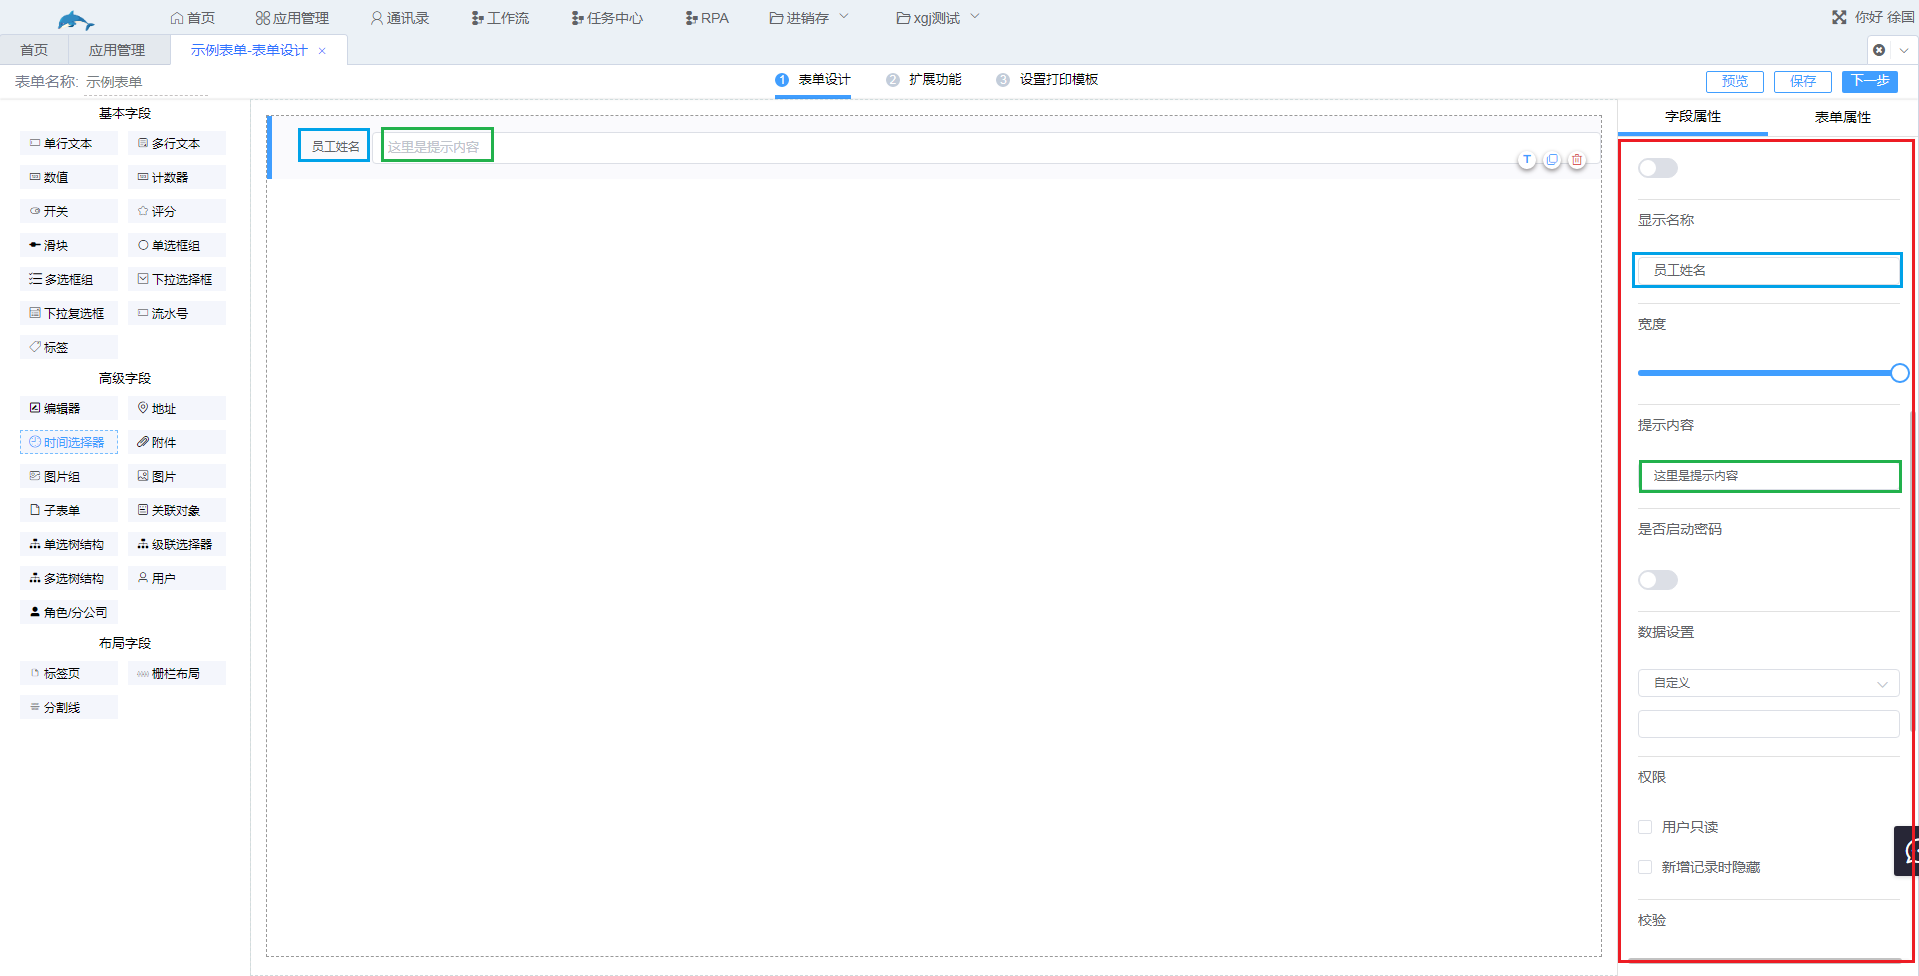 首页 应用管理 通讯录 工作流 任务中心 RPA 进销存 xgj测试 你好 徐国
首页 应用管理 示例表单-表单设计 ×
表单名称: 示例表单 1 表单设计 2 扩展功能 3 设置打印模板 预览 保存 下一步
基本字段
单行文本 多行文本
数值 计数器
开关 评分
滑块 单选框组
多选框组 下拉选择框
下拉复选框 流水号
标签
高级字段
编辑器 地址
时间选择器 附件
图片组 图片
子表单 关联对象
单选树结构 级联选择器
多选树结构 用户
角色/分公司
布局字段
标签页 栅栏布局
分割线
员工姓名 这里是提示内容
T
字段属性 表单属性
显示名称
员工姓名
宽度
提示内容
这里是提示内容
是否启动密码
数据设置
自定义
权限
用户只读
新增记录时隐藏
校验